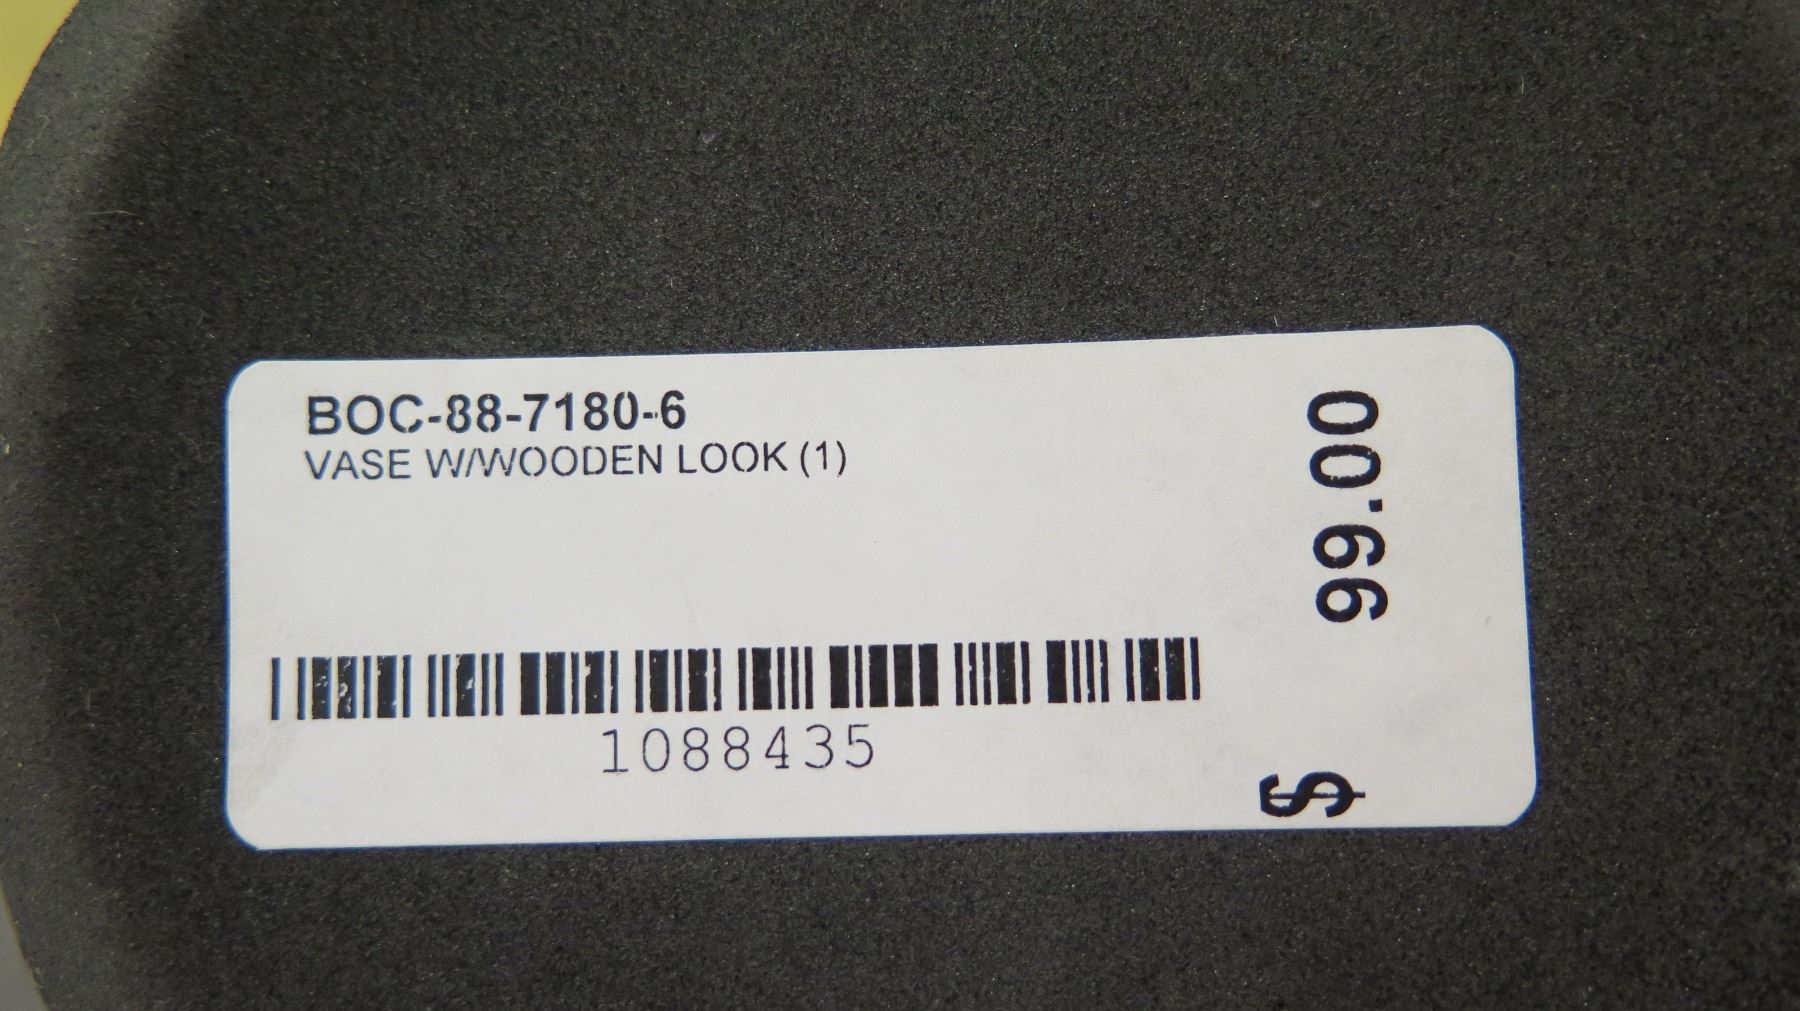 BOC-88-7180-6
VASE W/WOODEN LOOK (1)
1088435
$ 99.00